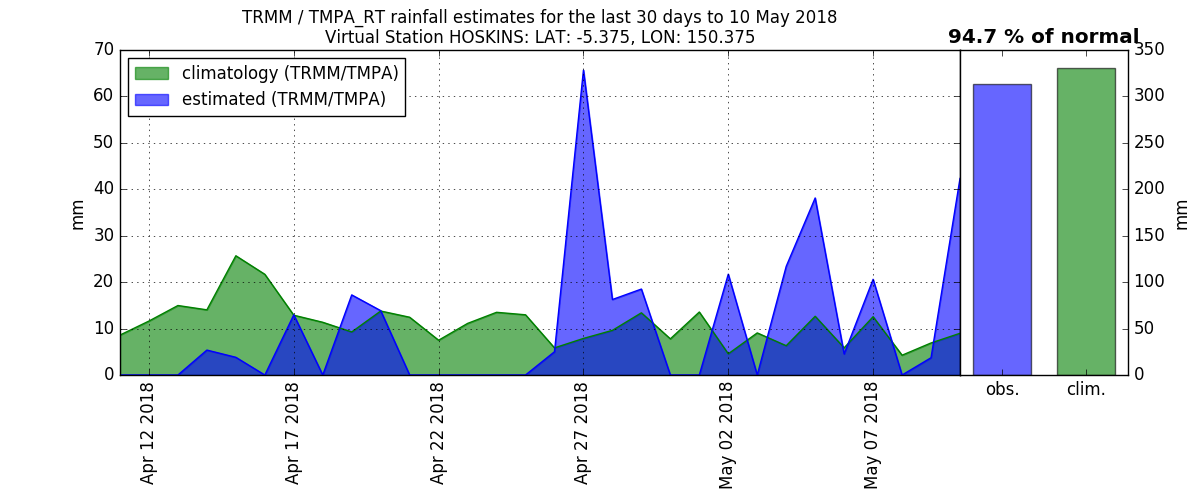 TRMM / TMPA_RT rainfall estimates for the last 30 days to 10 May 2018
Virtual Station HOSKINS: LAT: -5.375, LON: 150.375
94.7 % of normal
climatology (TRMM/TMPA)
estimated (TRMM/TMPA)
70
60
50
40
30
20
10
0
mm
Apr 12 2018
Apr 17 2018
Apr 22 2018
Apr 27 2018
May 02 2018
May 07 2018
obs.
clim.
350
300
250
200
150
100
50
0
mm